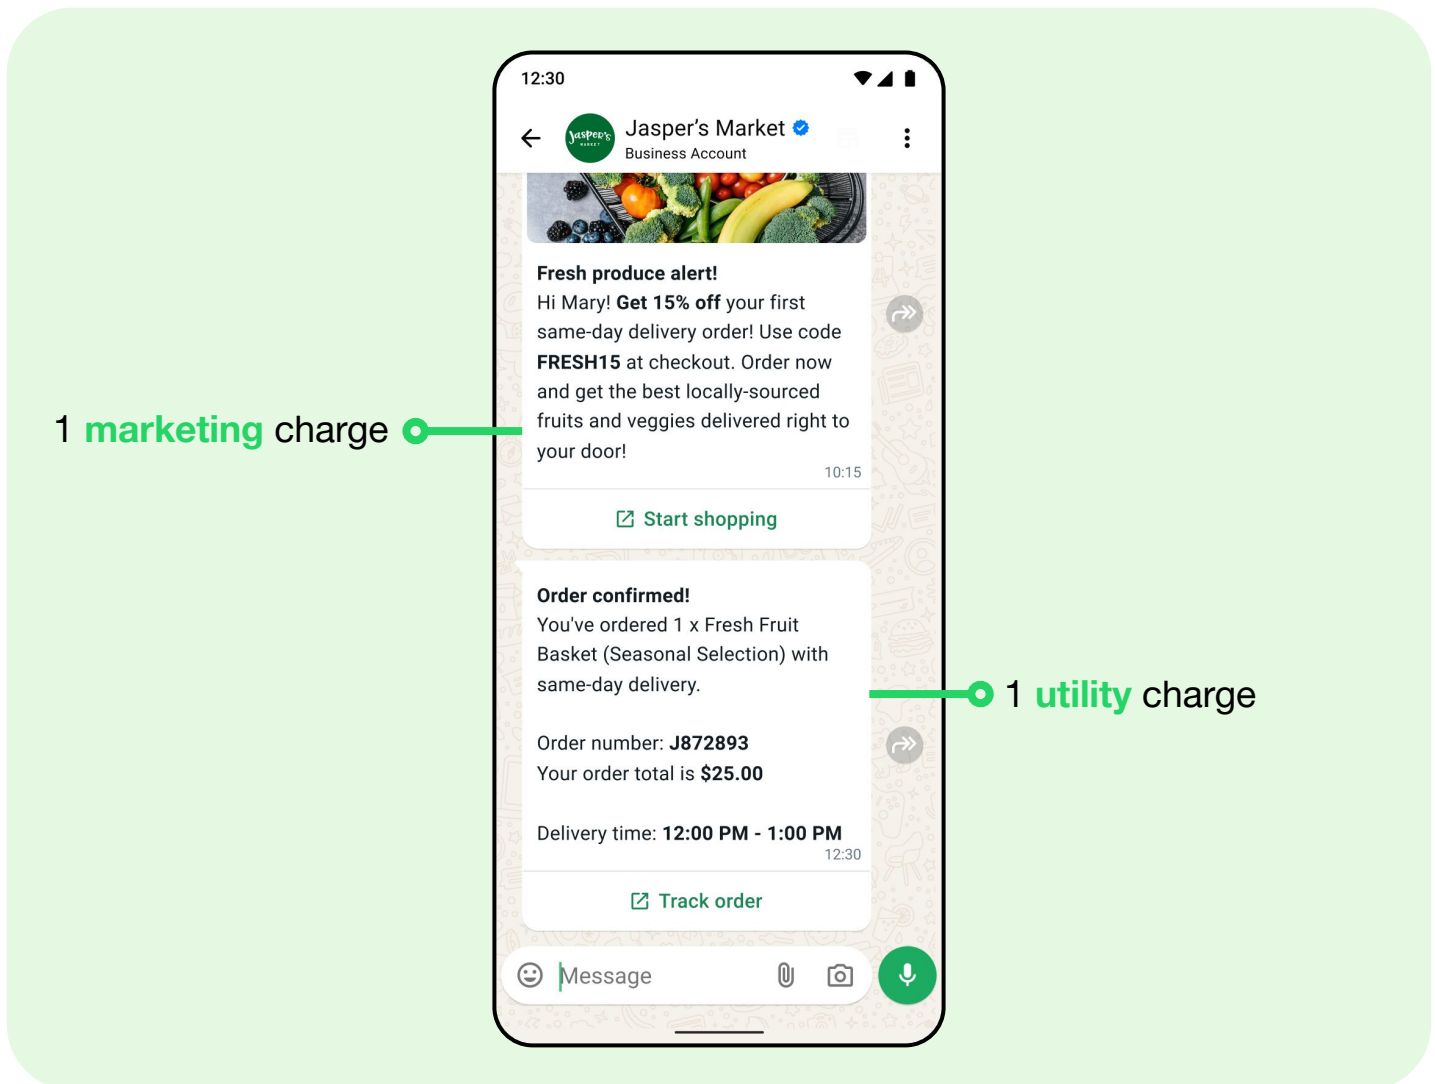 12:30
Jasper's
MARKET
Jasper’s Market
Business Account
Fresh produce alert!
Hi Mary! Get 15% off your first
same-day delivery order! Use code
FRESH15 at checkout. Order now
and get the best locally-sourced
fruits and veggies delivered right to
your door!
10:15
Start shopping
1 marketing charge
Order confirmed!
You've ordered 1 x Fresh Fruit
Basket (Seasonal Selection) with
same-day delivery.
1 utility charge
Order number: J872893
Your order total is $25.00
Delivery time: 12:00 PM - 1:00 PM
12:30
Track order
Message